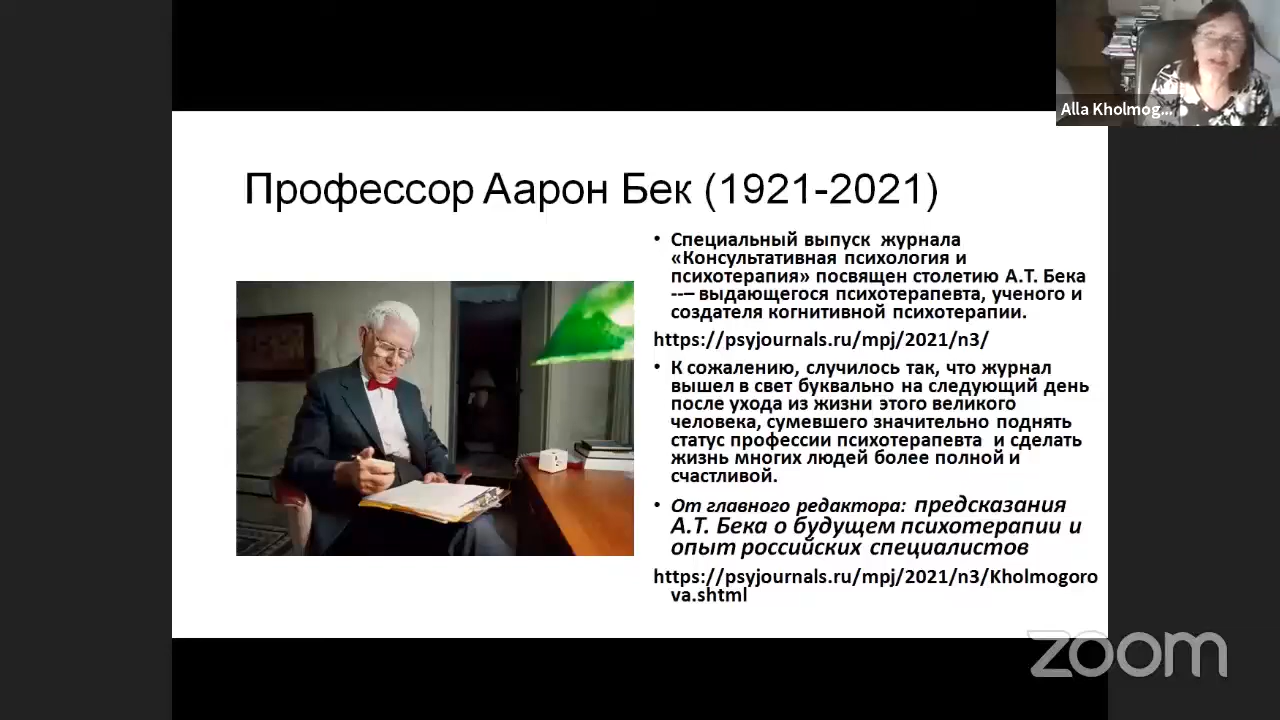 Alla Kholmog...
Профессор Аарон Бек (1921-2021)
• Специальный выпуск журнала
«Консультативная психология и
психотерапия» посвящен столетию А.Т. Бека
--– выдающегося психотерапевта, ученого и
создателя когнитивной психотерапии.
https://psyjournals.ru/mpj/2021/n3/
• К сожалению, случилось так, что журнал
вышел в свет буквально на следующий день
после ухода из жизни этого великого
человека, сумевшего значительно поднять
статус профессии психотерапевта и сделать
жизнь многих людей более полной и
счастливой.
• От главного редактора: предсказания
А.Т. Бека о будущем психотерапии и
опыт российских специалистов
https://psyjournals.ru/mpj/2021/n3/Kholmogoro
va.shtml
zoom